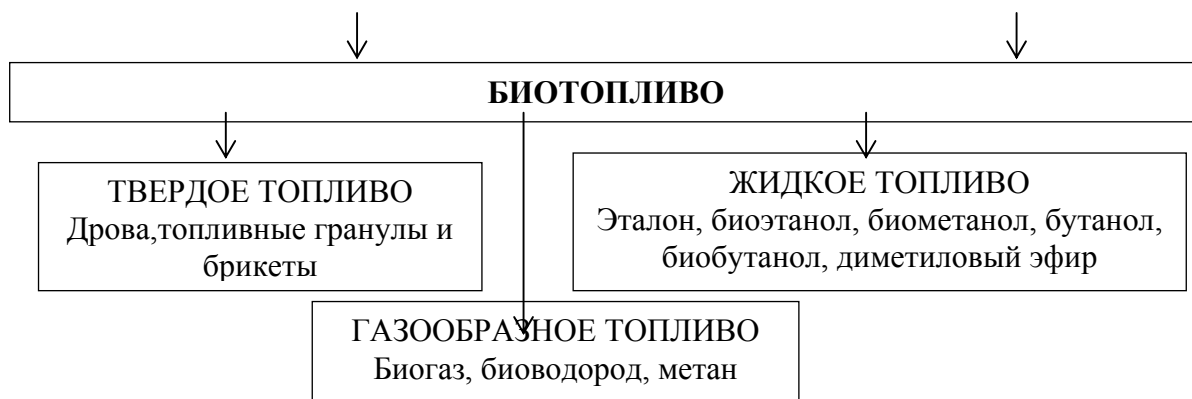 БИОТОПЛИВО
ТВЕРДОЕ ТОПЛИВО
Дрова,топливные гранулы и
брикеты
ЖИДКОЕ ТОПЛИВО
Эталон, биоэтанол, биометанол, бутанол,
биобутанол, диметиловый эфир
ГАЗООБРАЗНОЕ ТОПЛИВО
Биогаз, биоводород, метан